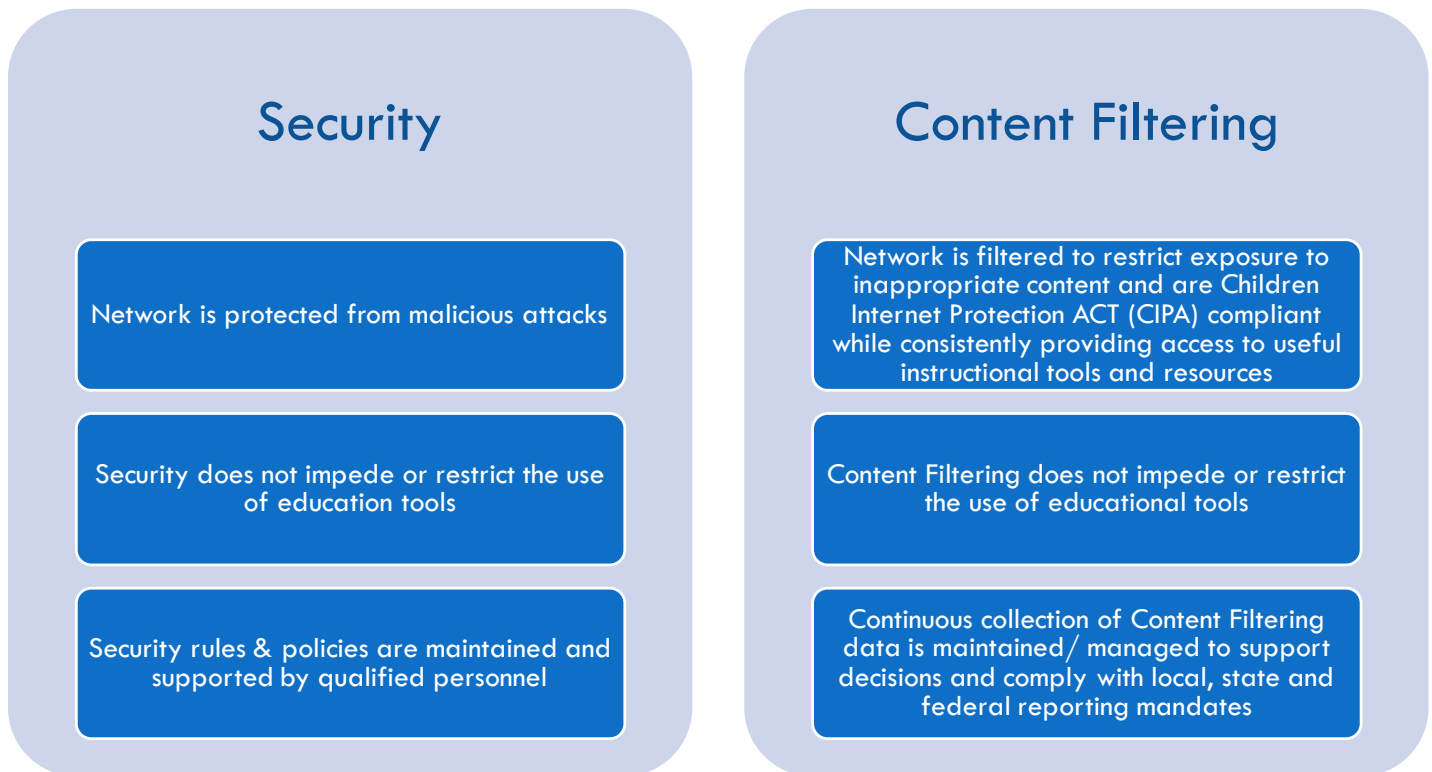 Security
Network is protected from malicious attacks
Security does not impede or restrict the use
of education tools
Security rules & policies are maintained and
supported by qualified personnel
Content Filtering
Network is filtered to restrict exposure to
inappropriate content and are Children
Internet Protection ACT (CIPA) compliant
while consistently providing access to useful
instructional tools and resources
Content Filtering does not impede or restrict
the use of educational tools
Continuous collection of Content Filtering
data is maintained/ managed to support
decisions and comply with local, state and
federal reporting mandates